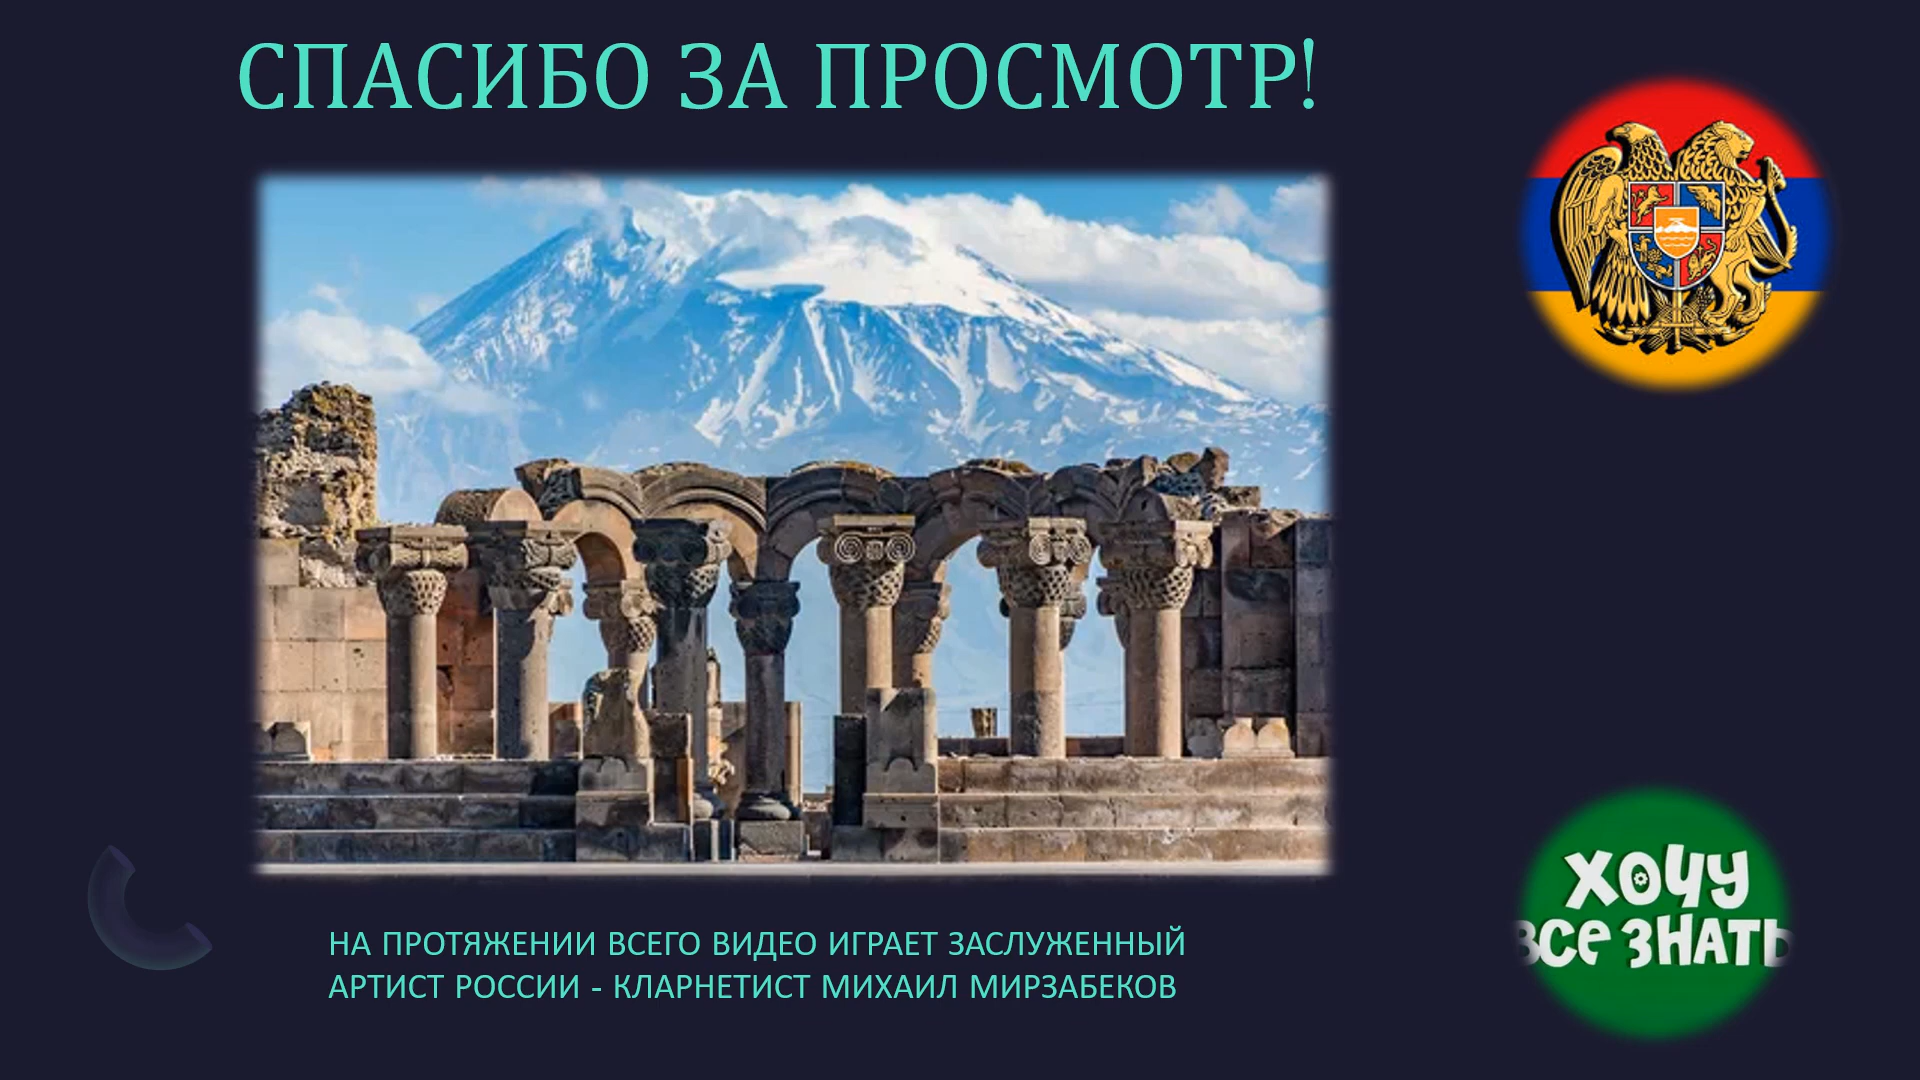 СПАСИБО ЗА ПРОСМОТР!
НА ПРОТЯЖЕНИИ ВСЕГО ВИДЕО ИГРАЕТ ЗАСЛУЖЕННЫЙ
АРТИСТ РОССИИ - КЛАРНЕТИСТ МИХАИЛ МИРЗАБЕКОВ
ХОЧУ
ВСЕ ЗНАТЬ